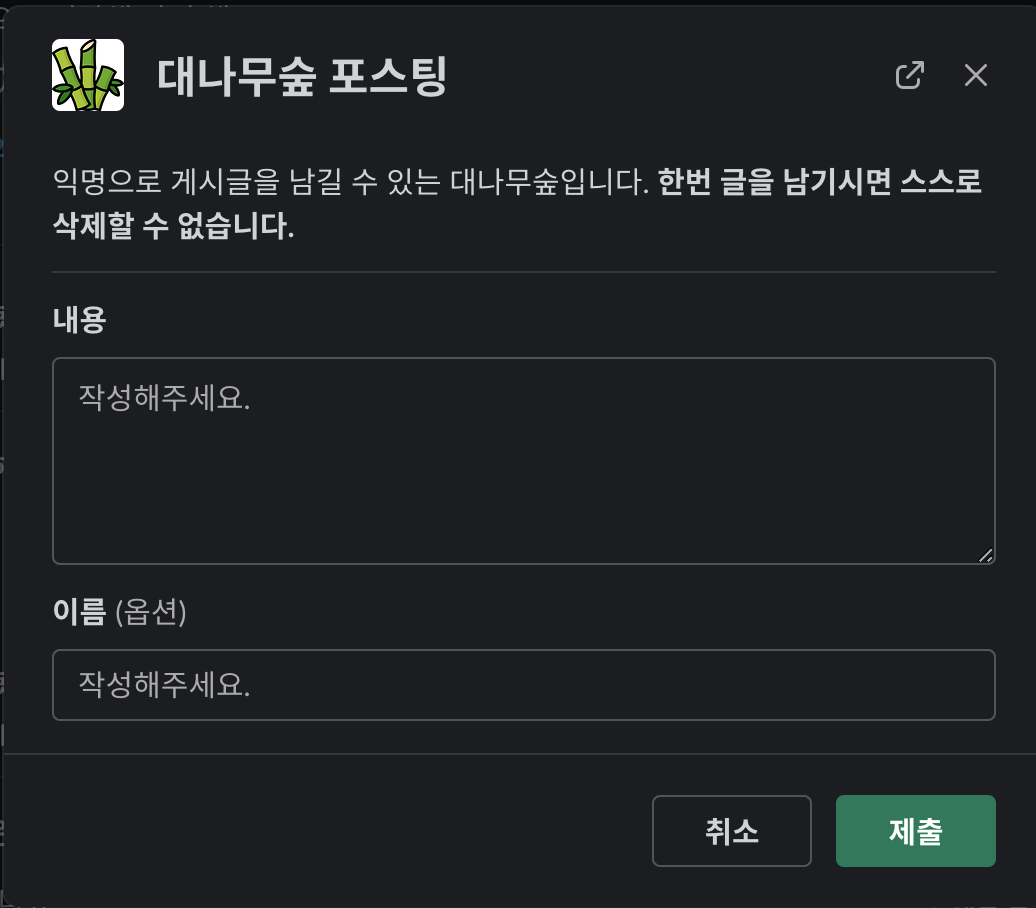 대나무숲 포스팅
익명으로 게시글을 남길 수 있는 대나무숲입니다. 한번 글을 남기시면 스스로
삭제할 수 없습니다.
내용
작성해주세요.
이름 (옵션)
작성해주세요.
취소
제출